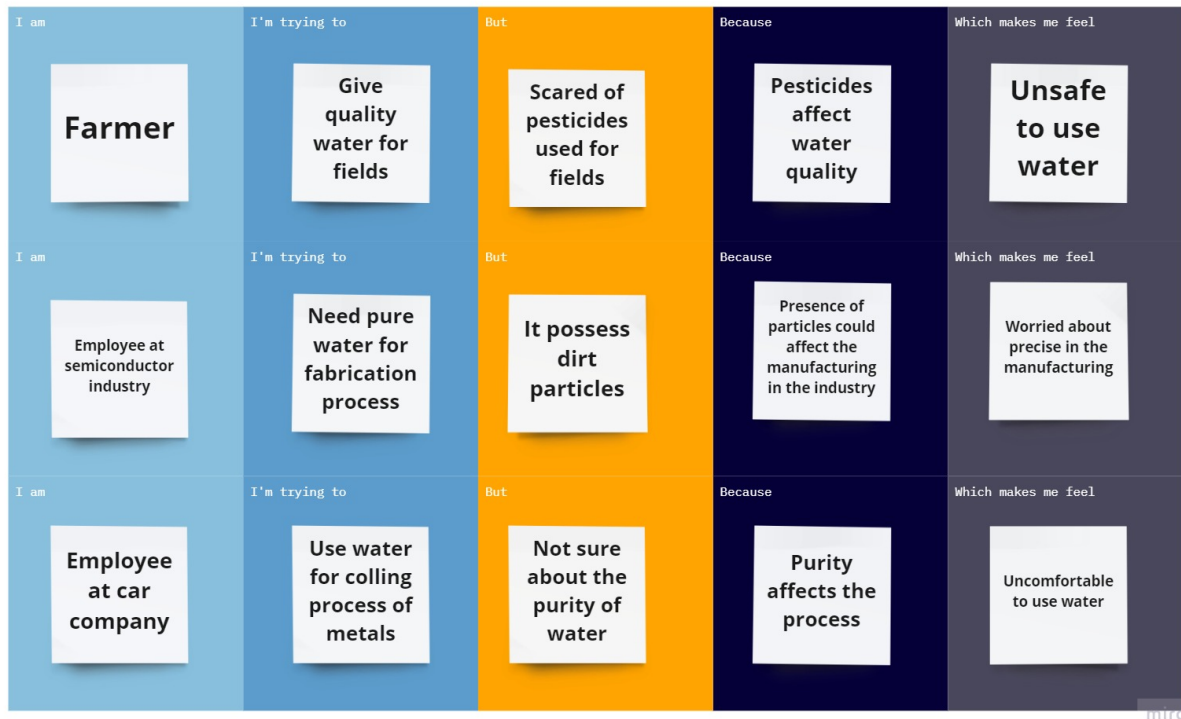 I am
Farmer
I'm trying to
Give
quality
water for
fields
But
Scared of
pesticides
used for
fields
Because
Pesticides
affect
water
quality
Which makes me feel
Unsafe
to use
water
I am
Employee at
semiconductor
industry
I'm trying to
Need pure
water for
fabrication
process
But
It possess
dirt
particles
Because
Presence of
particles could
affect the
manufacturing
in the industry
Which makes me feel
Worried about
precise in the
manufacturing
I am
Employee
at car
company
I'm trying to
Use water
for colling
process of
metals
But
Not sure
about the
purity of
water
Because
Purity
affects the
process
Which makes me feel
Uncomfortable
to use water